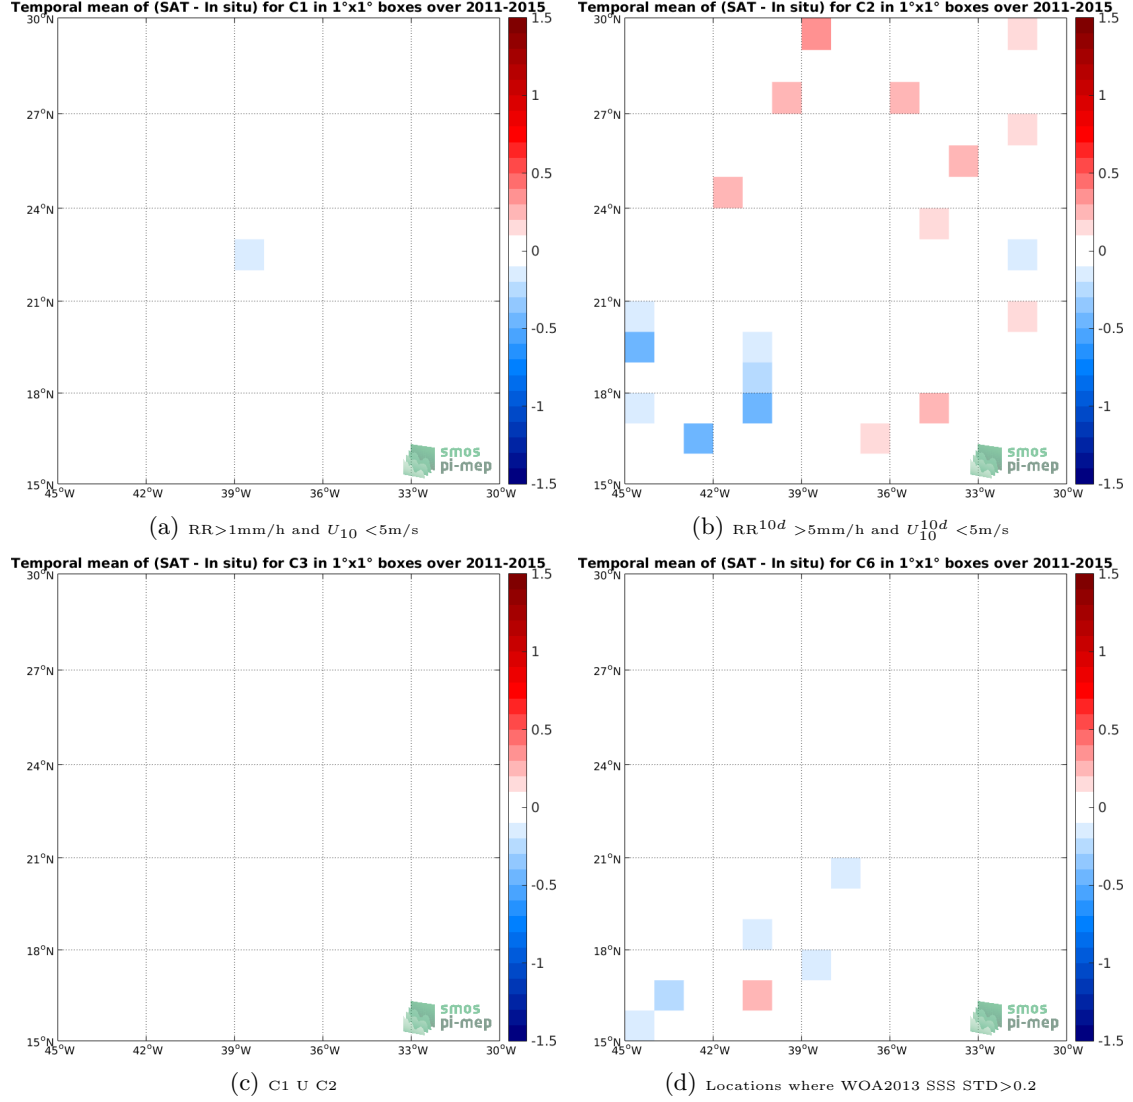 Temporal mean of (SAT - In situ) for C1 in 1°x1° boxes over 2011-2015
30°N
27°N
24°N
21°N
18°N
15°N
45°W 42°W 39°W 36°W 33°W 30°W
1.5
1
0.5
0
-0.5
-1
-1.5
smos
pi-mep
(a) RR>1mm/h and U10 <5m/s
Temporal mean of (SAT - In situ) for C2 in 1°x1° boxes over 2011-2015
30°N
27°N
24°N
21°N
18°N
15°N
45°W 42°W 39°W 36°W 33°W 30°W
1.5
1
0.5
0
-0.5
-1
-1.5
smos
pi-mep
(b) RR10d >5mm/h and U10d10 <5m/s
Temporal mean of (SAT - In situ) for C3 in 1°x1° boxes over 2011-2015
30°N
27°N
24°N
21°N
18°N
15°N
45°W 42°W 39°W 36°W 33°W 30°W
1.5
1
0.5
0
-0.5
-1
-1.5
smos
pi-mep
(c) C1 U C2
Temporal mean of (SAT - In situ) for C6 in 1°x1° boxes over 2011-2015
30°N
27°N
24°N
21°N
18°N
15°N
45°W 42°W 39°W 36°W 33°W 30°W
1.5
1
0.5
0
-0.5
-1
-1.5
smos
pi-mep
(d) Locations where WOA2013 SSS STD>0.2